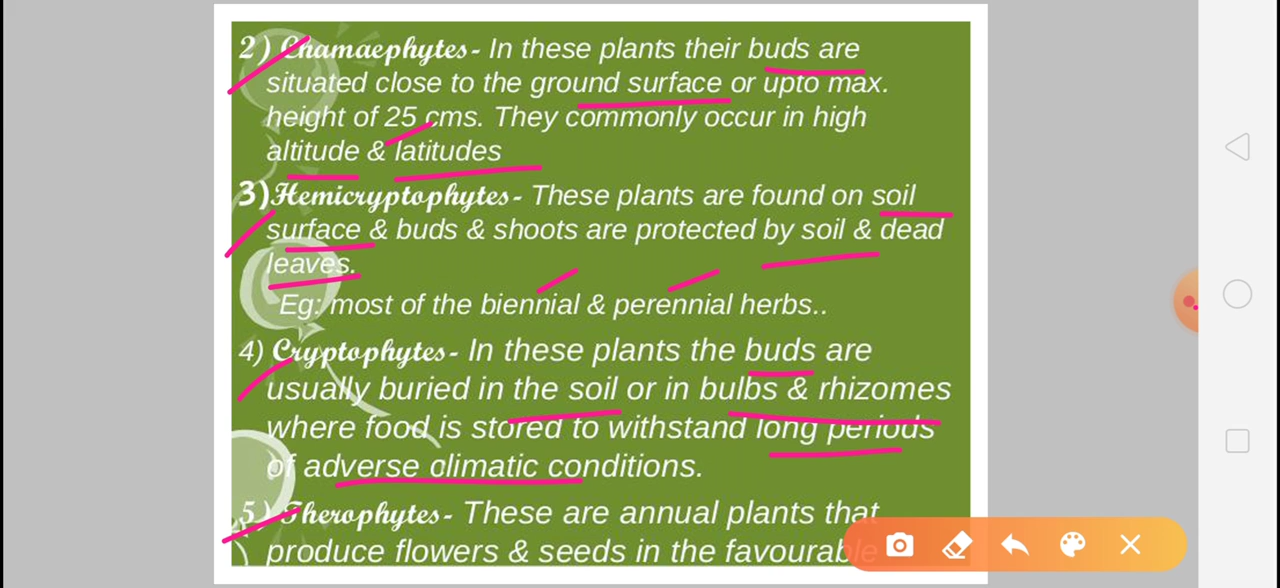 2) Chamaephytes- In these plants their buds are
situated close to the ground surface or upto max.
height of 25 cms. They commonly occur in high
altitude & latitudes
3)Hemicryptophytes- These plants are found on soil
surface & buds & shoots are protected by soil & dead
leaves.
Eg: most of the biennial & perennial herbs..
4) Cryptophytes- In these plants the buds are
usually buried in the soil or in bulbs & rhizomes
where food is stored to withstand long periods
of adverse climatic conditions.
5) Therophytes- These are annual plants that
produce flowers & seeds in the favourable